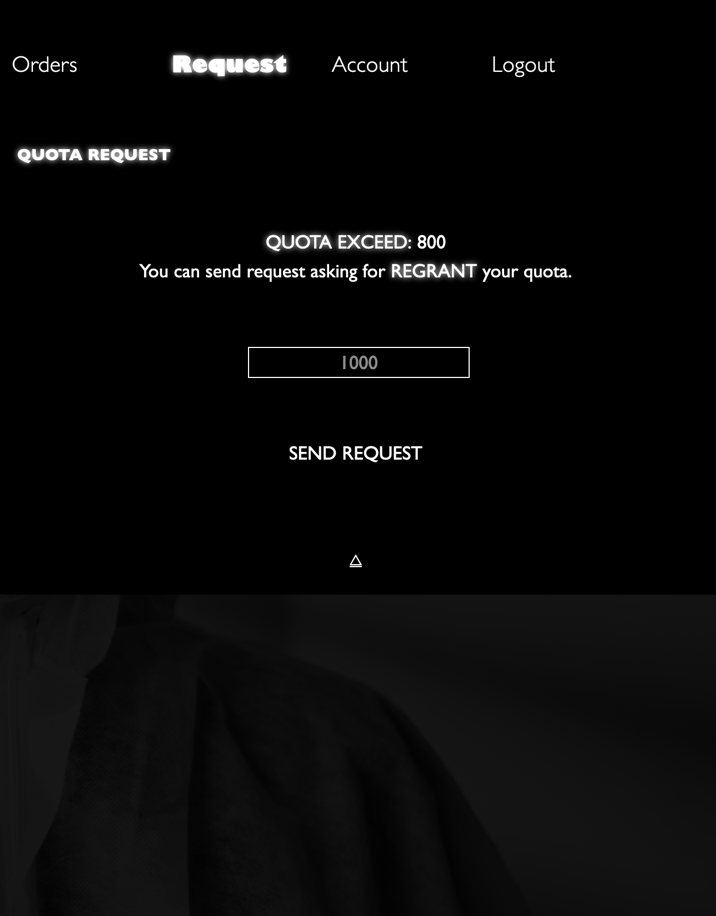 Orders Request Account Logout
QUOTA REQUEST
QUOTA EXCEED: 800
You can send request asking for REGRANT your quota.
1000
SEND REQUEST